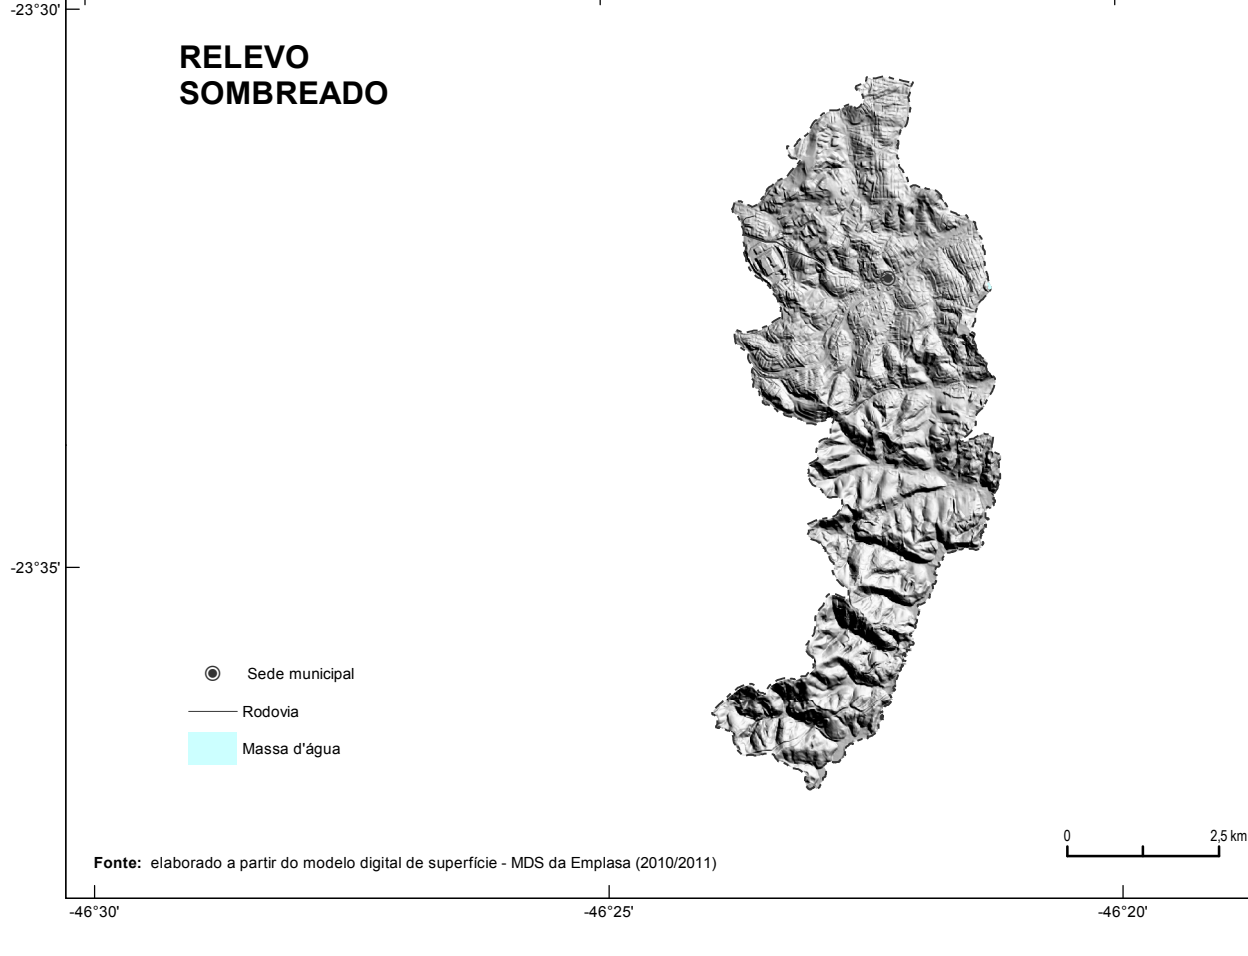 -23°30'
RELEVO
SOMBREADO
-23°35'
Sede municipal
Rodovia
Massa d'água
0 2,5 km
Fonte: elaborado a partir do modelo digital de superfície - MDS da Emplasa (2010/2011)
-46°30' -46°25' -46°20'